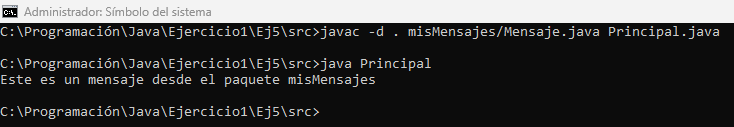 Administrador: Símbolo del sistema
C:\Programación\Java\Ejercicio1\Ej5\src>javac -d . misMensajes/Mensaje.java Principal.java
C:\Programación\Java\Ejercicio1\Ej5\src>java Principal
Este es un mensaje desde el paquete misMensajes
C:\Programación\Java\Ejercicio1\Ej5\src>